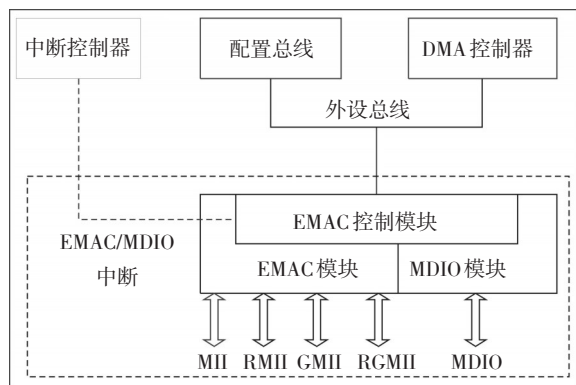 中断控制器
配置总线
DMA控制器
外设总线
EMAC控制模块
EMAC/MDIO
中断
EMAC模块
MDIO模块
MII
RMII
GMII
RGMII
MDIO